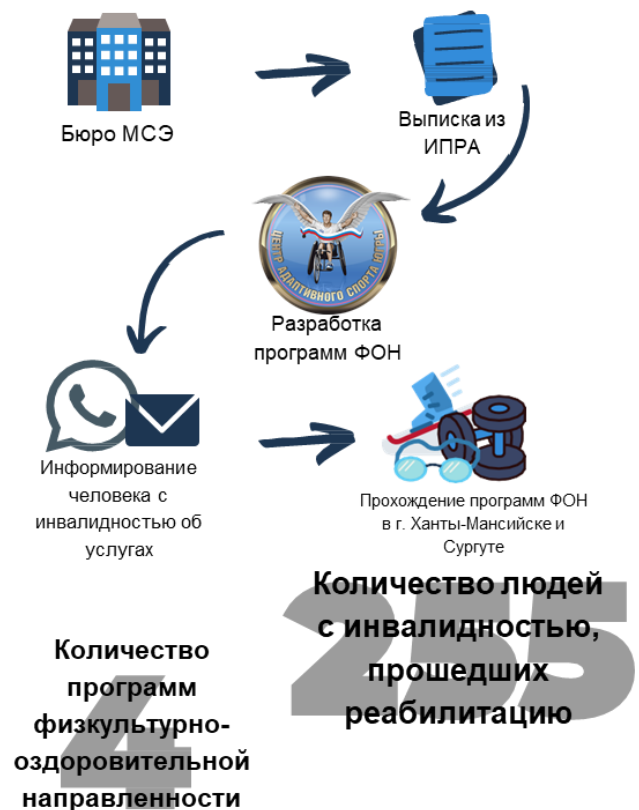 Бюро МСЭ
Выписка из
ИПРА
ЦЕНТР АДАПТИВНОГО СПОРТА ЮГРЫ
Разработка
программ ФОН
Информирование
человека с
инвалидностью об
услугах
Прохождение программ ФОН
в г. Ханты-Мансийске и
Сургуте
255
Количество людей
с инвалидностью,
прошедших
реабилитацию
4
Количество
программ
физкультурно-
оздоровительной
направленности